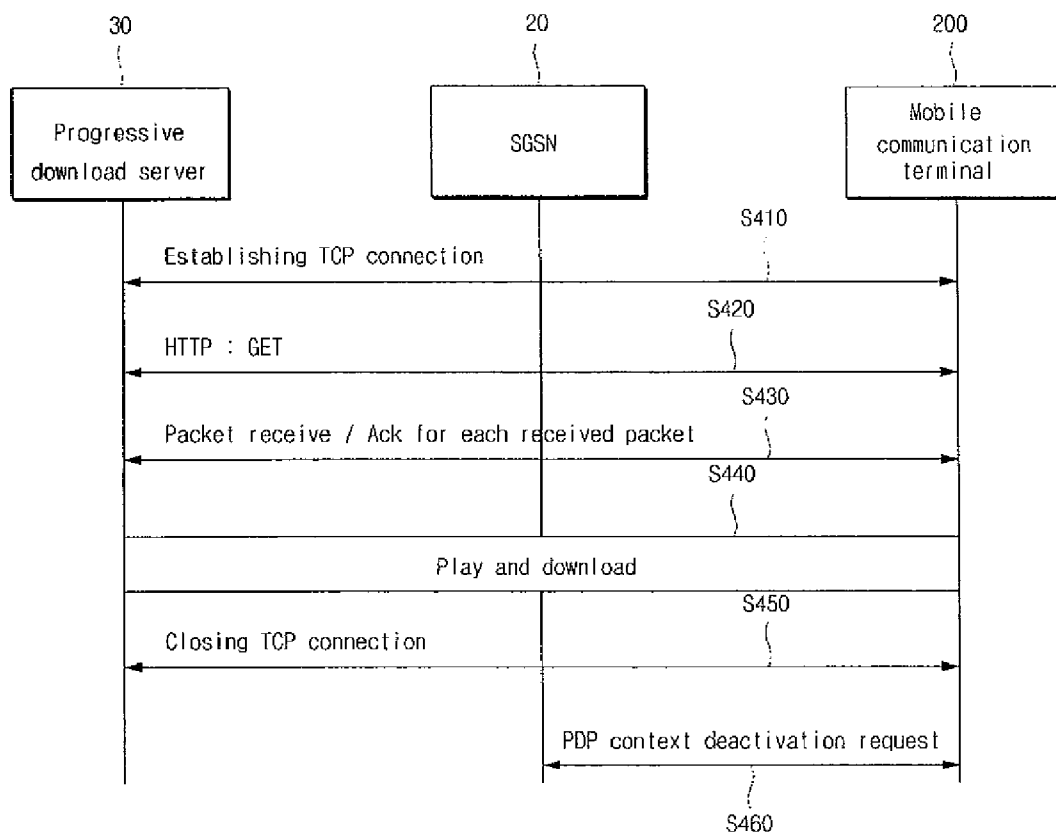 30
20
200
Progressive
download server
SGSN
Mobile
communication
terminal
S410
Establishing TCP connection
S420
HTTP : GET
S430
Packet receive / Ack for each received packet
S440
Play and download
S450
Closing TCP connection
PDP context deactivation request
S460